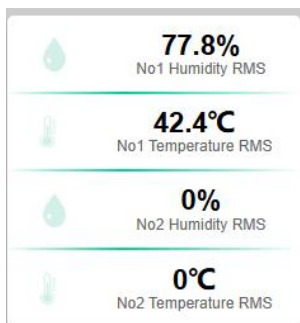 77.8%
No1 Humidity RMS
42.4℃
No1 Temperature RMS
0%
No2 Humidity RMS
0℃
No2 Temperature RMS